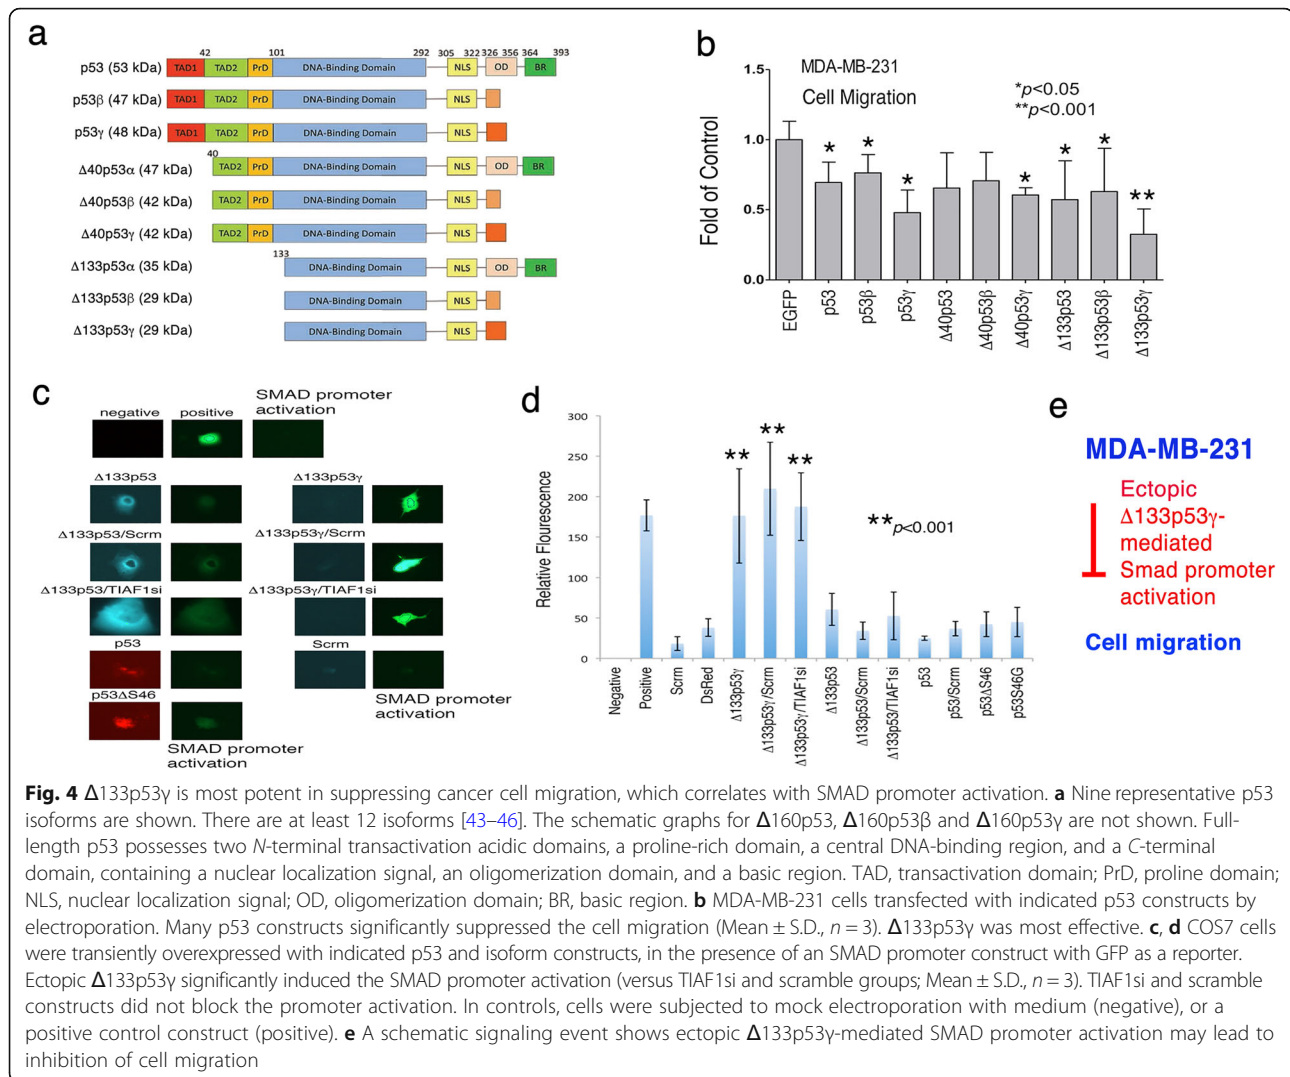 a
42 101 292 305 322 326 356 364 393
p53 (53 kDa) TAD1 TAD2 PrD DNA-Binding Domain NLS OD BR
p53β (47 kDa) TAD1 TAD2 PrD DNA-Binding Domain NLS
p53γ (48 kDa) TAD1 TAD2 PrD DNA-Binding Domain NLS
40
Δ40p53α (47 kDa) TAD2 PrD DNA-Binding Domain NLS OD BR
Δ40p53β (42 kDa) TAD2 PrD DNA-Binding Domain NLS
Δ40p53γ (42 kDa) TAD2 PrD DNA-Binding Domain NLS
133
Δ133p53α (35 kDa) DNA-Binding Domain NLS OD BR
Δ133p53β (29 kDa) DNA-Binding Domain NLS
Δ133p53γ (29 kDa) DNA-Binding Domain NLS
b
MDA-MB-231
Cell Migration
*p<0.05
**p<0.001
Fold of Control
1.5
1.0
0.5
0.0
* * * * * * **
EGFP
p53
p53β
p53γ
Δ40p53
Δ40p53β
Δ40p53γ
Δ133p53
Δ133p53β
Δ133p53γ
c
SMAD promoter
activation
negative positive
Δ133p53 Δ133p53γ
Δ133p53/Scrm Δ133p53γ/Scrm
Δ133p53/TIAF1si Δ133p53γ/TIAF1si
p53 Scrm
p53ΔS46
SMAD promoter
activation
SMAD promoter
activation
d
Relative Flourescence
300
250
200
150
100
50
0
** ** **
**p<0.001
Negative
Positive
Scrm
DsRed
Δ133p53γ
Δ133p53γ/Scrm
Δ133p53γ/TIAF1si
Δ133p53
Δ133p53/Scrm
Δ133p53/TIAF1si
p53
p53/Scrm
p53ΔS46
p53S46G
e
MDA-MB-231
Ectopic
Δ133p53γ-
mediated
Smad promoter
activation
Cell migration
Fig. 4 Δ133p53γ is most potent in suppressing cancer cell migration, which correlates with SMAD promoter activation. a Nine representative p53
isoforms are shown. There are at least 12 isoforms [43–46]. The schematic graphs for Δ160p53, Δ160p53β and Δ160p53γ are not shown. Full-
length p53 possesses two N-terminal transactivation acidic domains, a proline-rich domain, a central DNA-binding region, and a C-terminal
domain, containing a nuclear localization signal, an oligomerization domain, and a basic region. TAD, transactivation domain; PrD, proline domain;
NLS, nuclear localization signal; OD, oligomerization domain; BR, basic region. b MDA-MB-231 cells transfected with indicated p53 constructs by
electroporation. Many p53 constructs significantly suppressed the cell migration (Mean ± S.D., n = 3). Δ133p53γ was most effective. c, d COS7 cells
were transiently overexpressed with indicated p53 and isoform constructs, in the presence of an SMAD promoter construct with GFP as a reporter.
Ectopic Δ133p53γ significantly induced the SMAD promoter activation (versus TIAF1si and scramble groups; Mean ± S.D., n = 3). TIAF1si and scramble
constructs did not block the promoter activation. In controls, cells were subjected to mock electroporation with medium (negative), or a
positive control construct (positive). e A schematic signaling event shows ectopic Δ133p53γ-mediated SMAD promoter activation may lead to
inhibition of cell migration